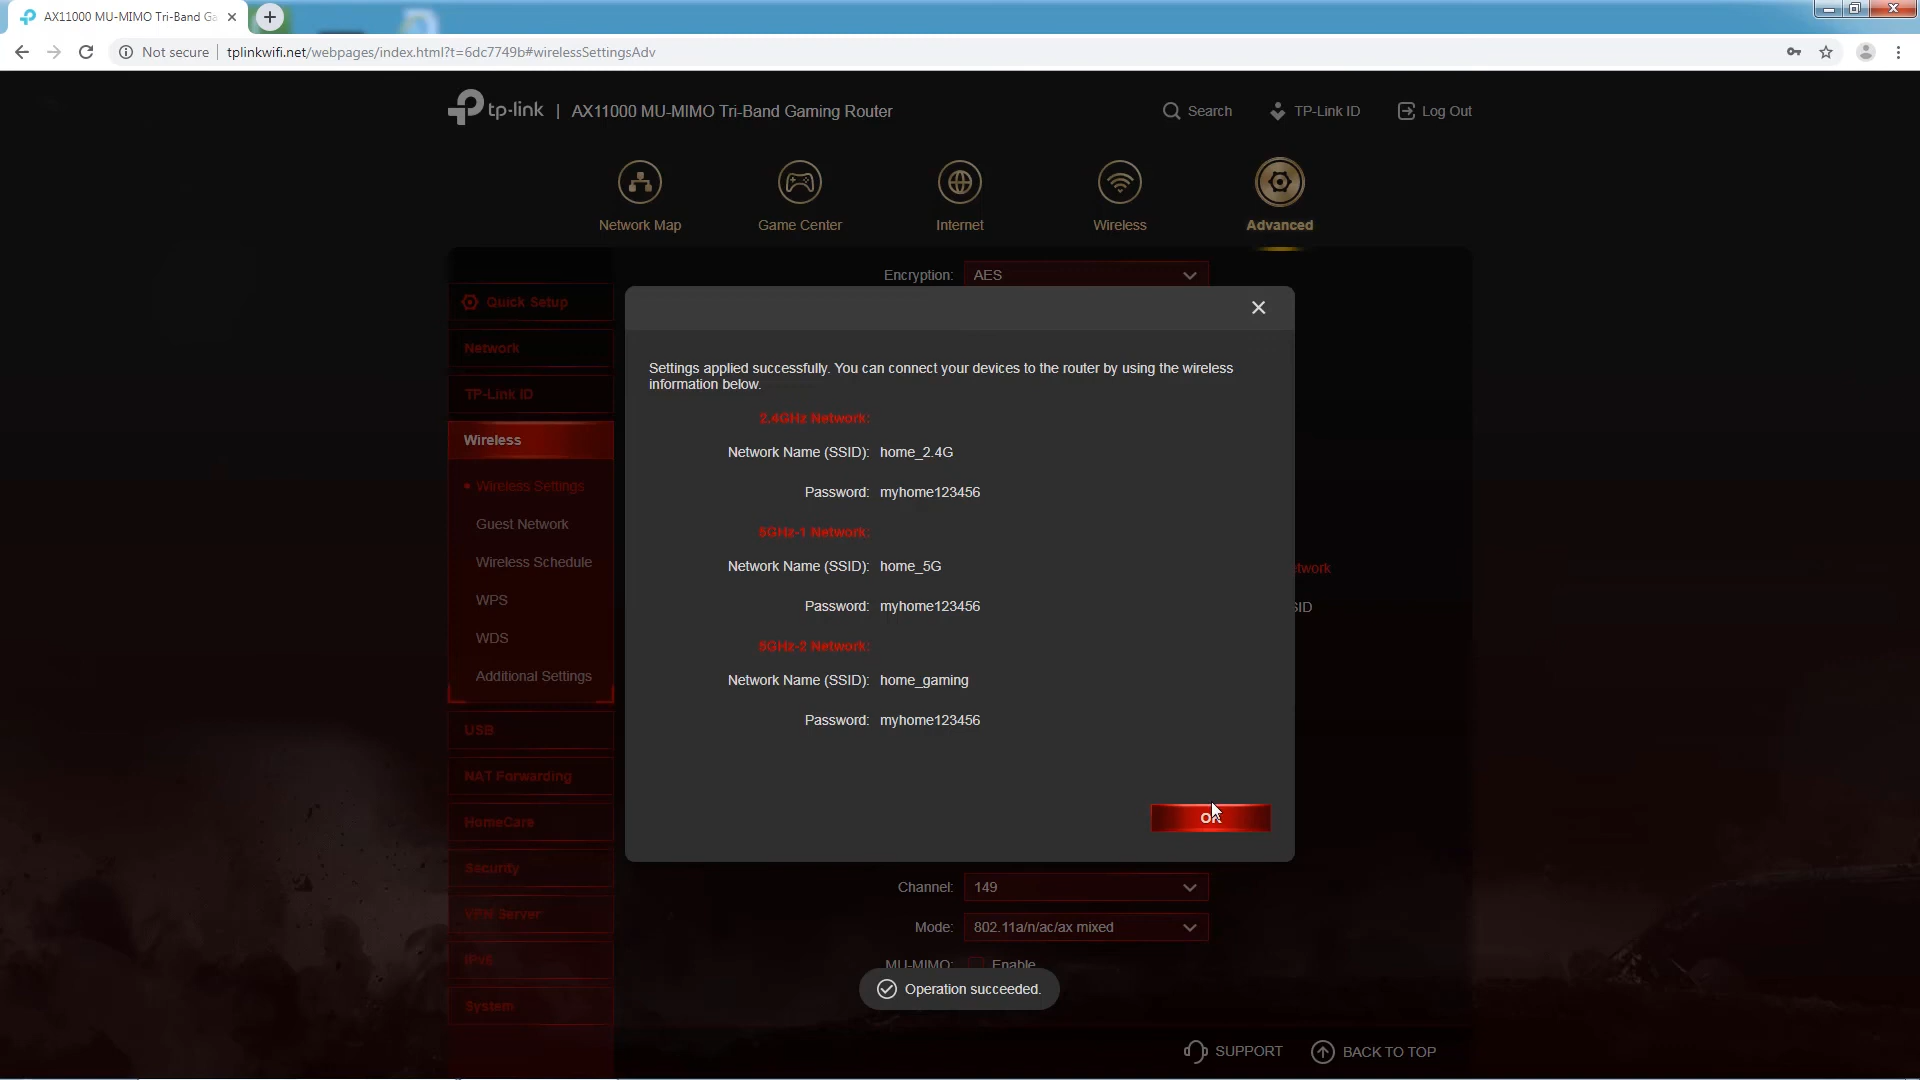 AX11000 MU-MIMO Tri-Band Ga
Not secure | tplinkwifi.net/webpages/index.html?t=6dc7749b#wirelessSettingsAdv
tp-link | AX11000 MU-MIMO Tri-Band Gaming Router
Search
TP-Link ID
Log Out
Network Map
Game Center
Internet
Wireless
Advanced
Quick Setup
Network
TP-Link ID
Wireless
Wireless Settings
Guest Network
Wireless Schedule
WPS
WDS
Additional Settings
USB
NAT Forwarding
HomeCare
Security
VPN Server
IPv6
System
Encryption: AES
Settings applied successfully. You can connect your devices to the router by using the wireless
information below.
2.4GHz Network:
Network Name (SSID): home_2.4G
Password: myhome123456
5GHz-1 Network:
Network Name (SSID): home_5G
Password: myhome123456
5GHz-2 Network:
Network Name (SSID): home_gaming
Password: myhome123456
OK
etwork
SID
Channel: 149
Mode: 802.11a/n/ac/ax mixed
MU-MIMO: Enable
Operation succeeded.
SUPPORT
BACK TO TOP